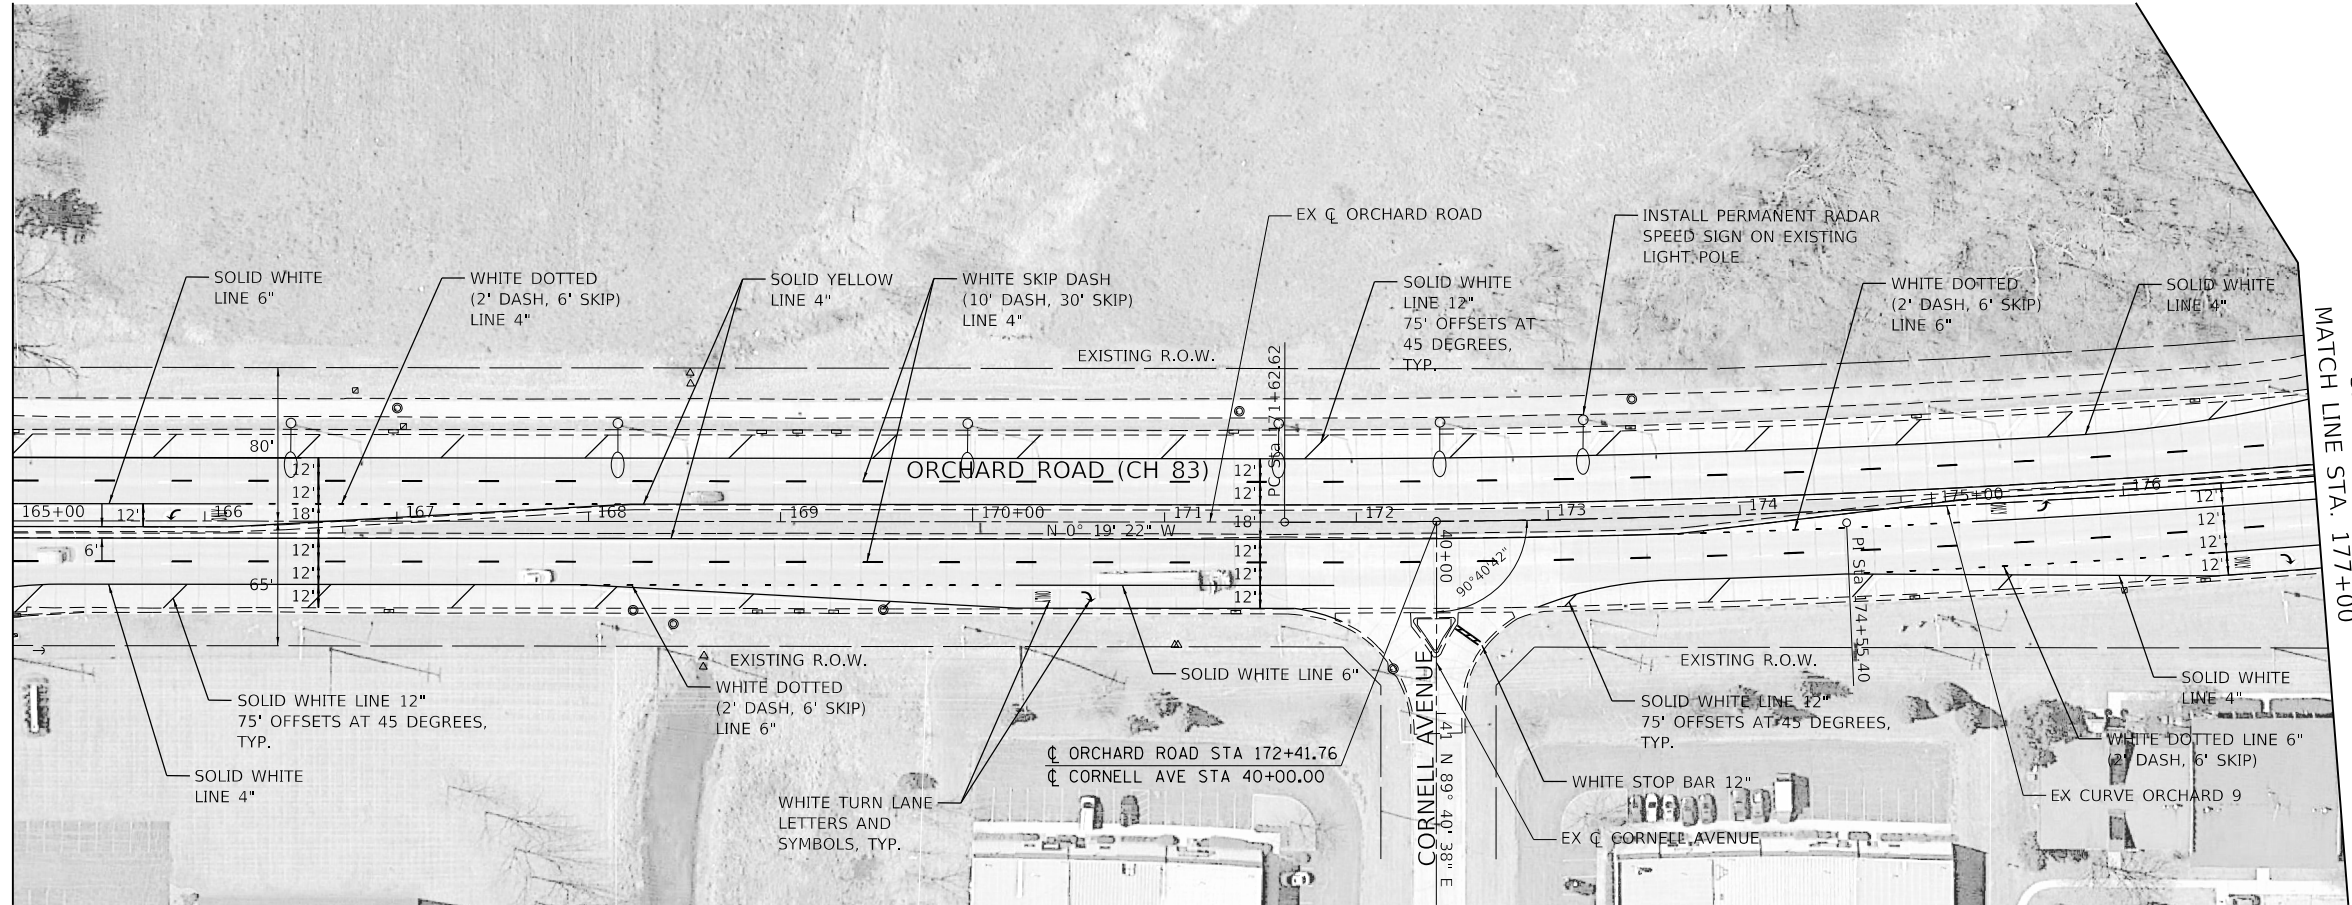 EX ℄ ORCHARD ROAD
INSTALL PERMANENT RADAR
SPEED SIGN ON EXISTING
LIGHT POLE
SOLID WHITE
LINE 6"
WHITE DOTTED
(2' DASH, 6' SKIP)
LINE 4"
SOLID YELLOW
LINE 4"
WHITE SKIP DASH
(10' DASH, 30' SKIP)
LINE 4"
SOLID WHITE
LINE 12"
75' OFFSETS AT
45 DEGREES,
TYP.
WHITE DOTTED
(2' DASH, 6' SKIP)
LINE 6"
SOLID WHITE
LINE 4"
MATCH LINE STA. 177+00
EXISTING R.O.W.
PC Sta 171+62.62
80'
12'
12'
18'
12'
12'
12'
65'
6'
12'
ORCHARD ROAD (CH 83)
12'
12'
18'
12'
12'
12'
165+00
166
167
168
169
170+00
171
172
173
174
175+00
176
N 0° 19' 22" W
40+00
90°40'42"
PI Sta 174+55.40
12'
12'
12'
12'
EXISTING R.O.W.
WHITE DOTTED
(2' DASH, 6' SKIP)
LINE 6"
SOLID WHITE LINE 6"
EXISTING R.O.W.
SOLID WHITE
LINE 4"
SOLID WHITE LINE 12"
75' OFFSETS AT 45 DEGREES,
TYP.
SOLID WHITE LINE 12"
75' OFFSETS AT 45 DEGREES,
TYP.
WHITE DOTTED LINE 6"
(2' DASH, 6' SKIP)
℄ ORCHARD ROAD STA 172+41.76
℄ CORNELL AVE STA 40+00.00
SOLID WHITE
LINE 4"
WHITE STOP BAR 12"
EX CURVE ORCHARD 9
WHITE TURN LANE
LETTERS AND
SYMBOLS, TYP.
CORNELL AVENUE
41
N 89° 40' 38" E
EX ℄ CORNELL AVENUE